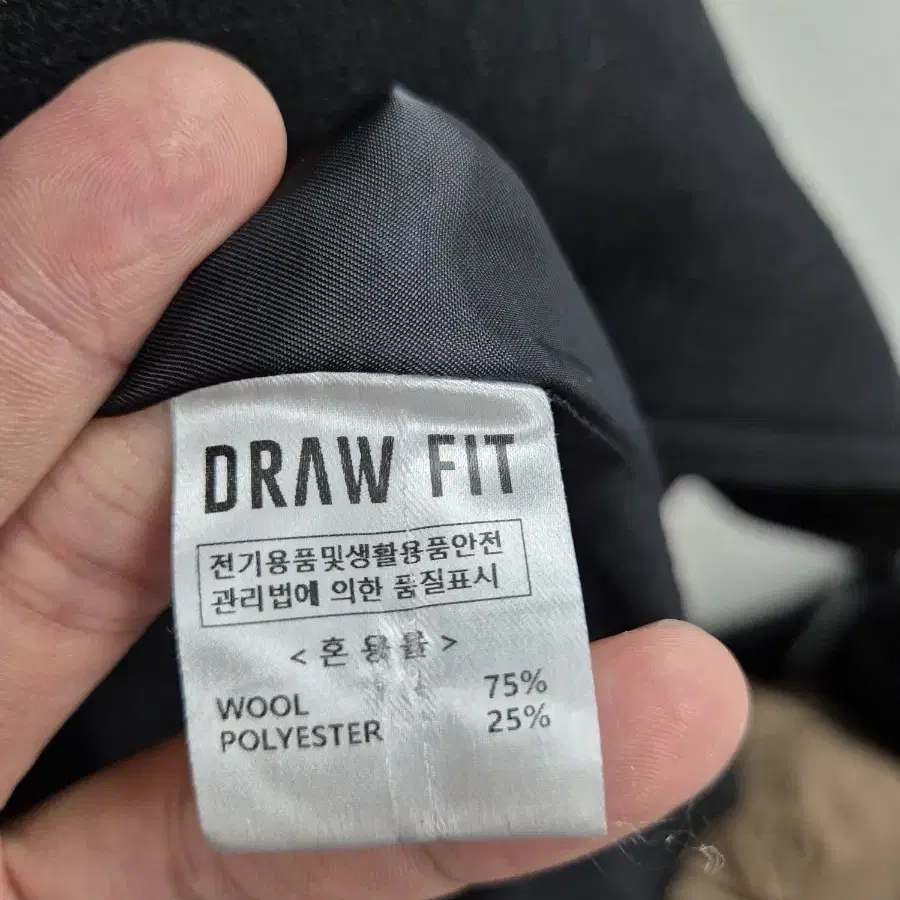 DRAW FIT
전기용품및생활용품안전
관리법에 의한 품질표시
< 혼 용 율 >
WOOL 75%
POLYESTER 25%